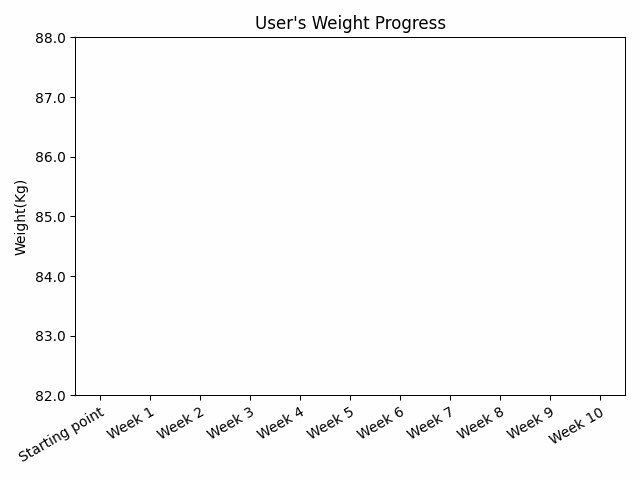 User's Weight Progress
88.0
87.0
86.0
85.0
84.0
83.0
82.0
Weight(Kg)
Starting point
Week 1
Week 2
Week 3
Week 4
Week 5
Week 6
Week 7
Week 8
Week 9
Week 10